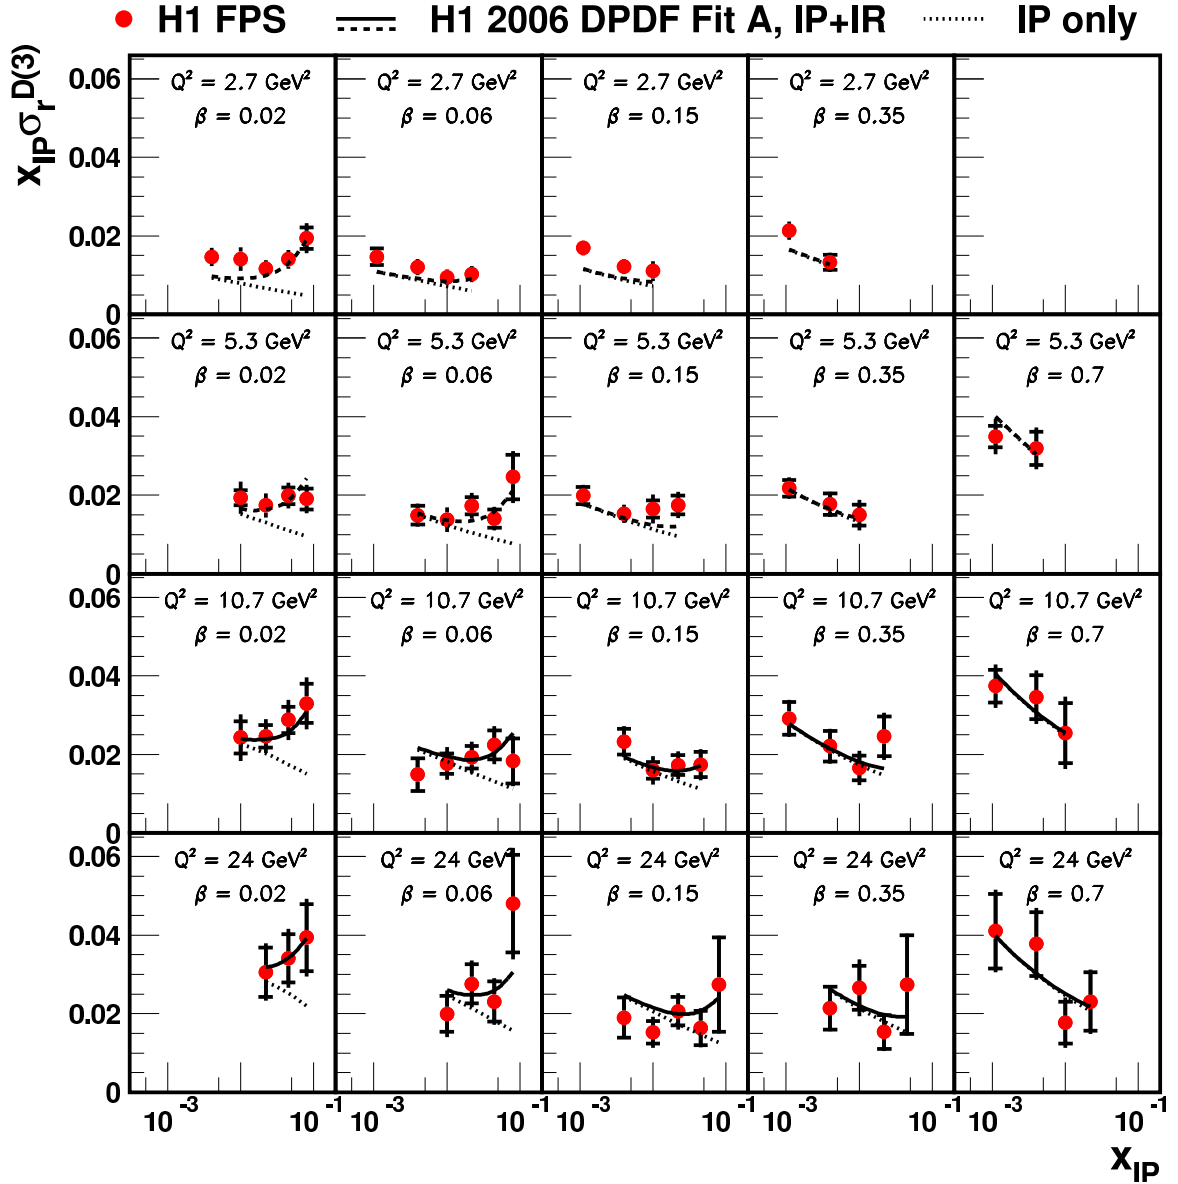 H1 FPS H1 2006 DPDF Fit A, IP+IR IP only
x_IP σ_r^D(3)
0.06
0.04
0.02
0
Q² = 2.7 GeV²
β = 0.02
Q² = 2.7 GeV²
β = 0.06
Q² = 2.7 GeV²
β = 0.15
Q² = 2.7 GeV²
β = 0.35
0.06
0.04
0.02
0
Q² = 5.3 GeV²
β = 0.02
Q² = 5.3 GeV²
β = 0.06
Q² = 5.3 GeV²
β = 0.15
Q² = 5.3 GeV²
β = 0.35
Q² = 5.3 GeV²
β = 0.7
0.06
0.04
0.02
0
Q² = 10.7 GeV²
β = 0.02
Q² = 10.7 GeV²
β = 0.06
Q² = 10.7 GeV²
β = 0.15
Q² = 10.7 GeV²
β = 0.35
Q² = 10.7 GeV²
β = 0.7
0.06
0.04
0.02
0
Q² = 24 GeV²
β = 0.02
Q² = 24 GeV²
β = 0.06
Q² = 24 GeV²
β = 0.15
Q² = 24 GeV²
β = 0.35
Q² = 24 GeV²
β = 0.7
10⁻³ 10⁻¹ 10⁻³ 10⁻¹ 10⁻³ 10⁻³ 10⁻³ 10⁻¹
x_IP